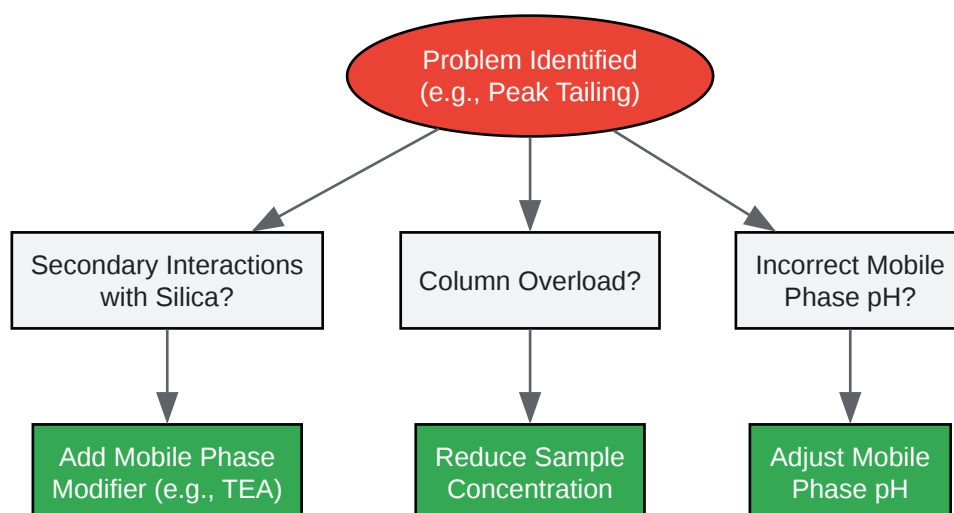 Problem Identified
(e.g., Peak Tailing)
Secondary Interactions
with Silica?
Column Overload?
Incorrect Mobile
Phase pH?
Add Mobile Phase
Modifier (e.g., TEA)
Reduce Sample
Concentration
Adjust Mobile
Phase pH